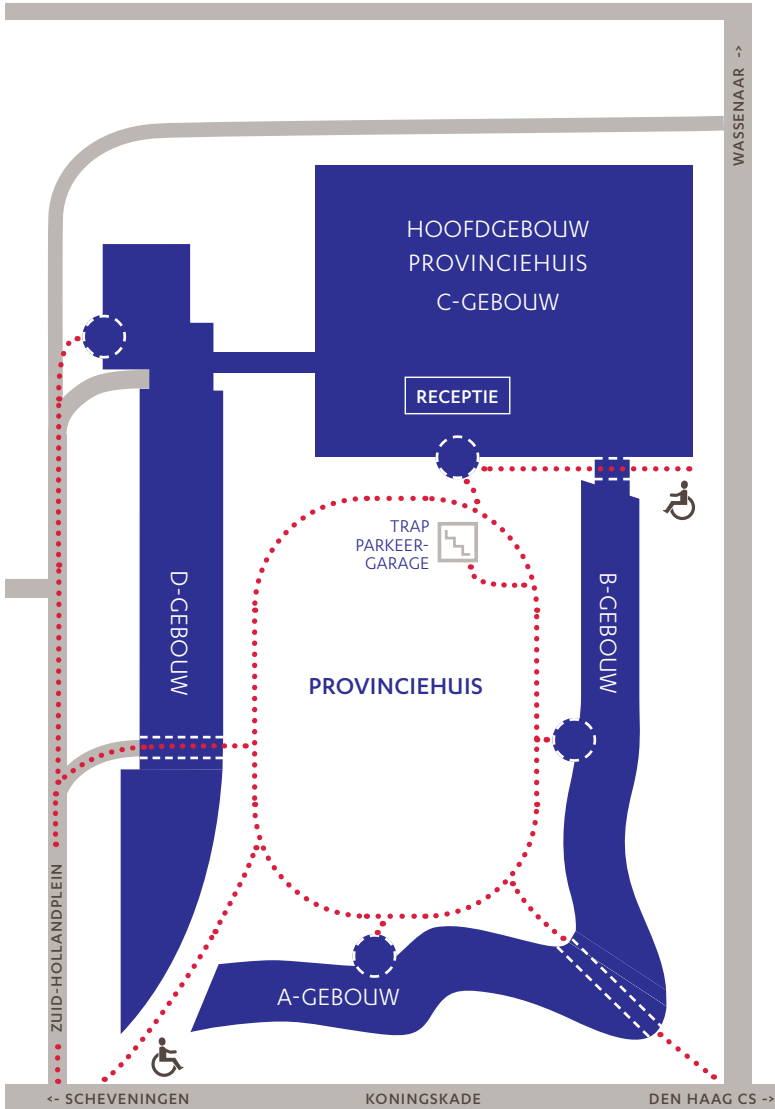 WASSENAAR ->
HOOFDGEBOUW
PROVINCIEHUIS
C-GEBOUW
RECEPTIE
TRAP
PARKEER-
GARAGE
D-GEBOUW
B-GEBOUW
PROVINCIEHUIS
ZUID-HOLLANDPLEIN
A-GEBOUW
<- SCHEVENINGEN
KONINGSKADE
DEN HAAG CS ->